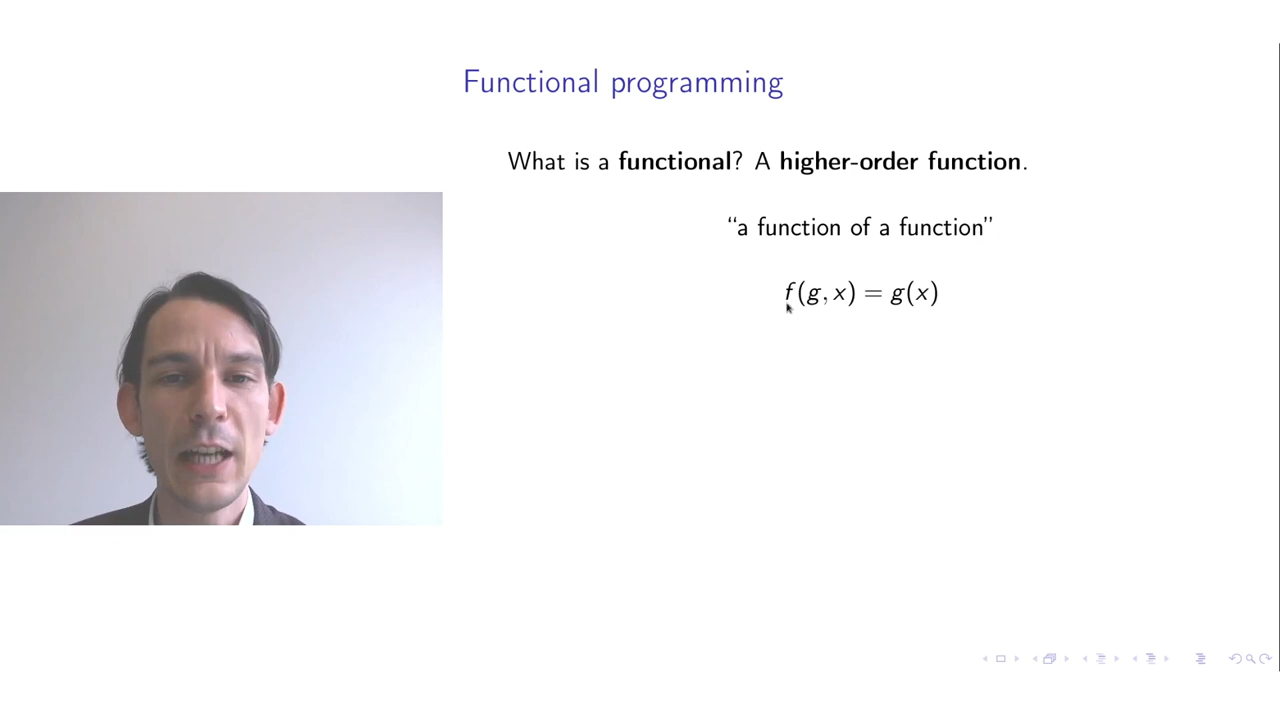 Functional programming
What is a functional? A higher-order function.
“a function of a function”
f(g, x) = g(x)